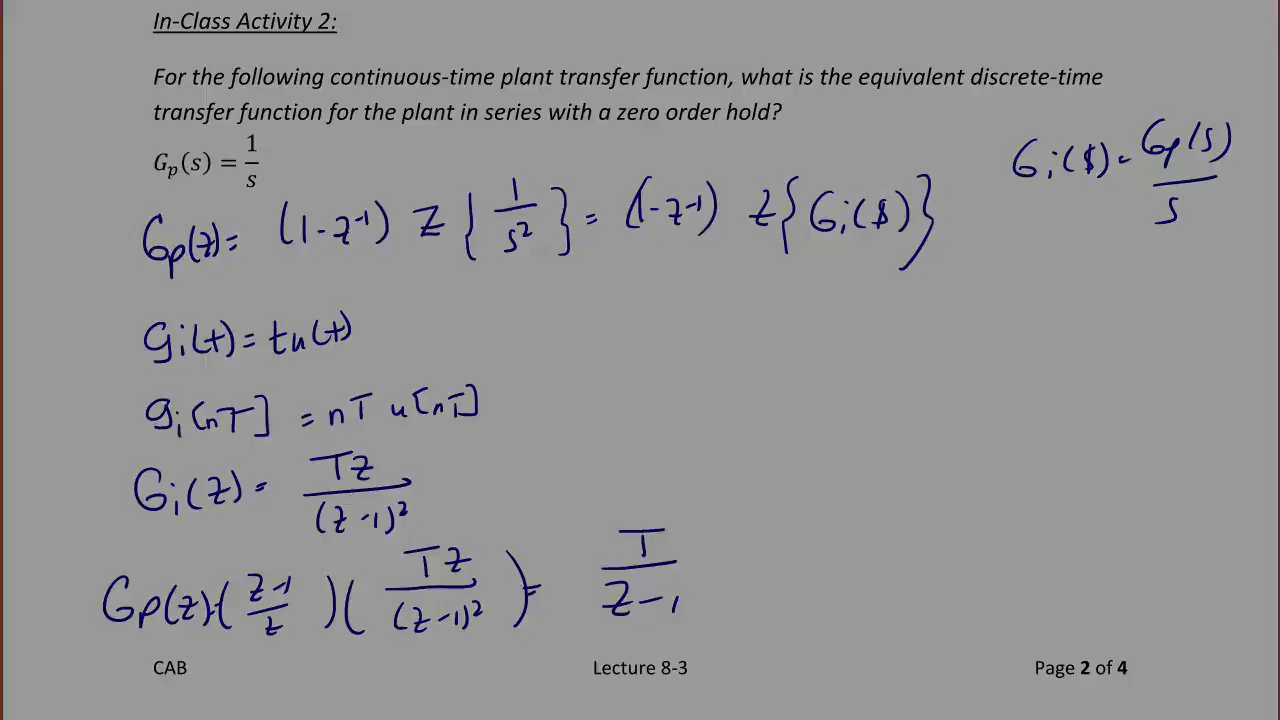 In-Class Activity 2:
For the following continuous-time plant transfer function, what is the equivalent discrete-time
transfer function for the plant in series with a zero order hold?
Gp(s) = 1/s
Gi(s) = Gp(s)/s
Gp(z) = (1-z⁻¹) Z { 1/s² } = (1-z⁻¹) Z{Gi(s)}
gi(t) = tu(t)
gi[nT] = nT u[nT]
Gi(z) = Tz/(z-1)²
Gp(z) = (z-1/z)(Tz/(z-1)²) = T/z-1
CAB Lecture 8-3 Page 2 of 4